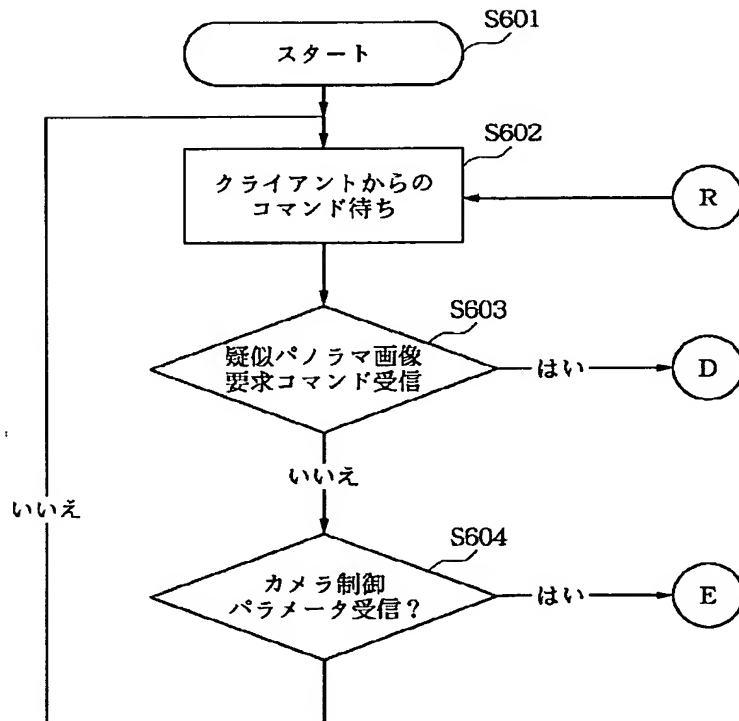 S601
スタート
S602
クライアントからの
コマンド待ち
R
S603
疑似パノラマ画像
要求コマンド受信
はい
D
いいえ
いいえ
S604
カメラ制御
パラメータ受信？
はい
E